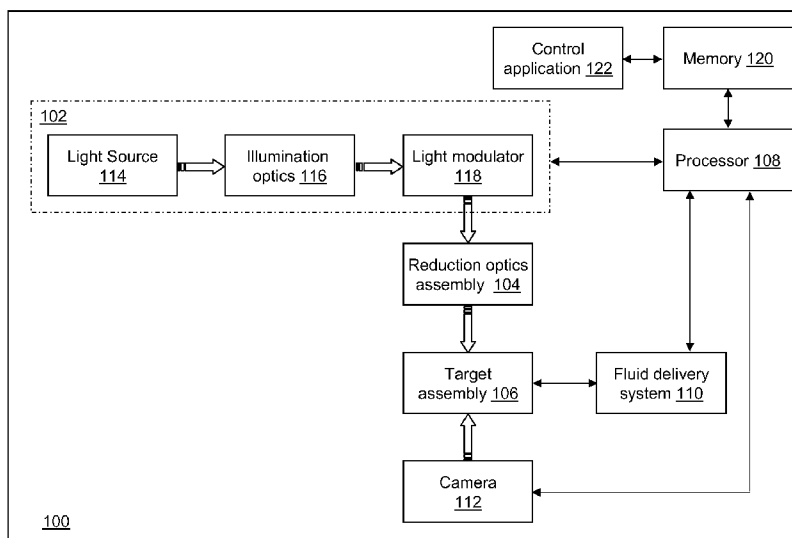 Control
application 122
Memory 120
102
Light Source
114
Illumination
optics 116
Light modulator
118
Processor 108
Reduction optics
assembly 104
Target
assembly 106
Fluid delivery
system 110
Camera
112
100